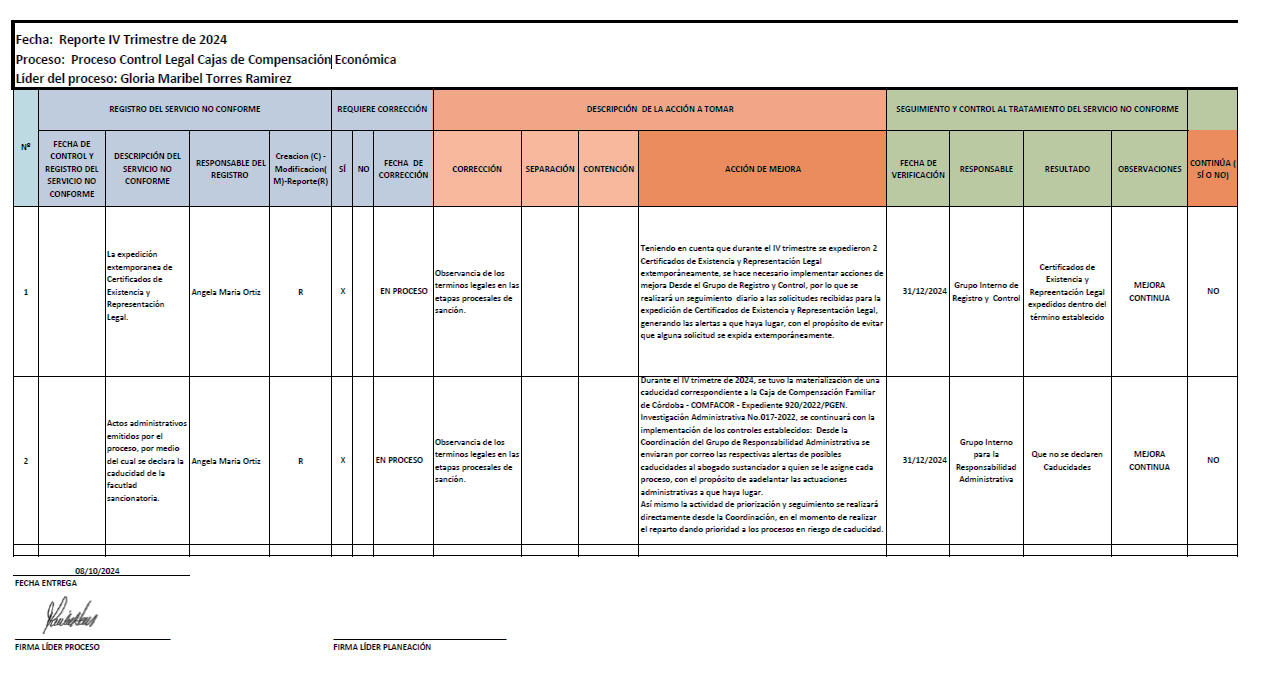 Fecha: Reporte IV Trimestre de 2024
Proceso: Proceso Control Legal Cajas de Compensación Económica
Líder del proceso: Gloria Maribel Torres Ramirez
Nº
REGISTRO DEL SERVICIO NO CONFORME
REQUIERE CORRECCIÓN
DESCRIPCIÓN DE LA ACCIÓN A TOMAR
SEGUIMIENTO Y CONTROL AL TRATAMIENTO DEL SERVICIO NO CONFORME
FECHA DE
CONTROL Y
REGISTRO DEL
SERVICIO NO
CONFORME
DESCRIPCIÓN DEL
SERVICIO NO
CONFORME
RESPONSABLE DEL
REGISTRO
Creacion (C) -
Modificacion(
M)-Reporte(R)
SÍ
NO
FECHA DE
CORRECCIÓN
CORRECCIÓN
SEPARACIÓN
CONTENCIÓN
ACCIÓN DE MEJORA
FECHA DE
VERIFICACIÓN
RESPONSABLE
RESULTADO
OBSERVACIONES
CONTINÚA (
SÍ O NO)
1
La expedición
extemporanea de
Certificados de
Existencia y
Representación
Legal.
Angela Maria Ortiz
R
X
EN PROCESO
Observancia de los
terminos legales en las
etapas procesales de
sanción.
Teniendo en cuenta que durante el IV trimestre se expedieron 2
Certificados de Existencia y Representación Legal
extemporáneamente, se hace necesario implementar acciones de
mejora Desde el Grupo de Registro y Control, por lo que se
realizará un seguimiento diario a las solicitudes recibidas para la
expedición de Certificados de Existencia y Representación Legal,
generando las alertas a que haya lugar, con el propósito de evitar
que alguna solicitud se expida extemporáneamente.
31/12/2024
Grupo Interno de
Registro y Control
Certificados de
Existencia y
Repreentación Legal
expedidos dentro del
término establecido
MEJORA
CONTINUA
NO
2
Actos administrativos
emitidos por el
proceso, por medio
del cual se declara la
caducidad de la
facutlad
sancionatoria.
Angela Maria Ortiz
R
X
EN PROCESO
Observancia de los
terminos legales en las
etapas procesales de
sanción.
Durante el IV trimetre de 2024, se tuvo la materialización de una
caducidad correspondiente a la Caja de Compensación Familiar
de Córdoba - COMFACOR - Expediente 920/2022/PGEN.
Investigación Administrativa No.017-2022, se continuará con la
implementación de los controles establecidos: Desde la
Coordinación del Grupo de Responsabilidad Administrativa se
enviaran por correo las respectivas alertas de posibles
caducidades al abogado sustanciador a quien se le asigne cada
proceso, con el propósito de aadelantar las actuaciones
administrativas a que haya lugar.
Así mismo la actividad de priorización y seguimiento se realizará
directamente desde la Coordinación, en el momento de realizar
el reparto dando prioridad a los procesos en riesgo de caducidad.
31/12/2024
Grupo Interno
para la
Responsabilidad
Administrativa
Que no se declaren
Caducidades
MEJORA
CONTINUA
NO
08/10/2024
FECHA ENTREGA
FIRMA LÍDER PROCESO
FIRMA LÍDER PLANEACIÓN